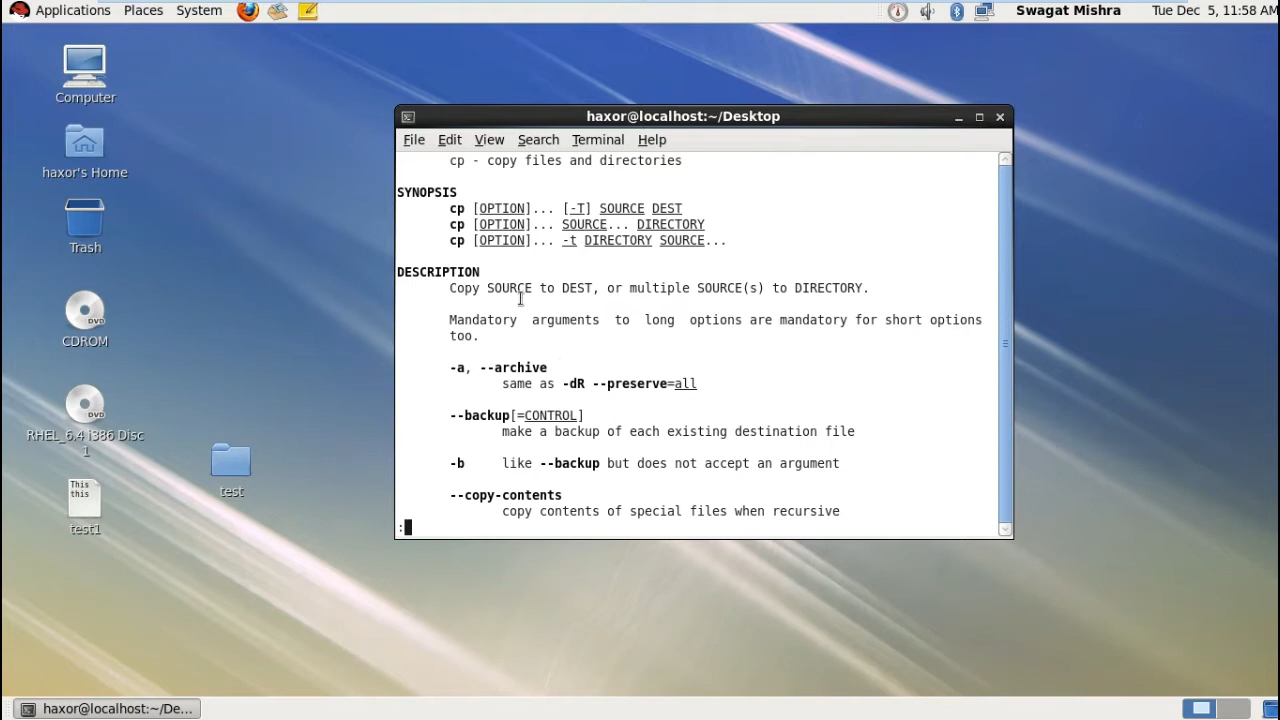 Applications Places System Swagat Mishra Tue Dec 5, 11:58 AM
Computer
haxor's Home
Trash
CDROM
RHEL_6.4 i386 Disc
1
This
this
test1
test
haxor@localhost:~/Desktop
File Edit View Search Terminal Help
cp - copy files and directories
SYNOPSIS
cp [OPTION]... [-T] SOURCE DEST
cp [OPTION]... SOURCE... DIRECTORY
cp [OPTION]... -t DIRECTORY SOURCE...
DESCRIPTION
Copy SOURCE to DEST, or multiple SOURCE(s) to DIRECTORY.
Mandatory arguments to long options are mandatory for short options
too.
-a, --archive
same as -dR --preserve=all
--backup[=CONTROL]
make a backup of each existing destination file
-b like --backup but does not accept an argument
--copy-contents
copy contents of special files when recursive
:
haxor@localhost:~/De...